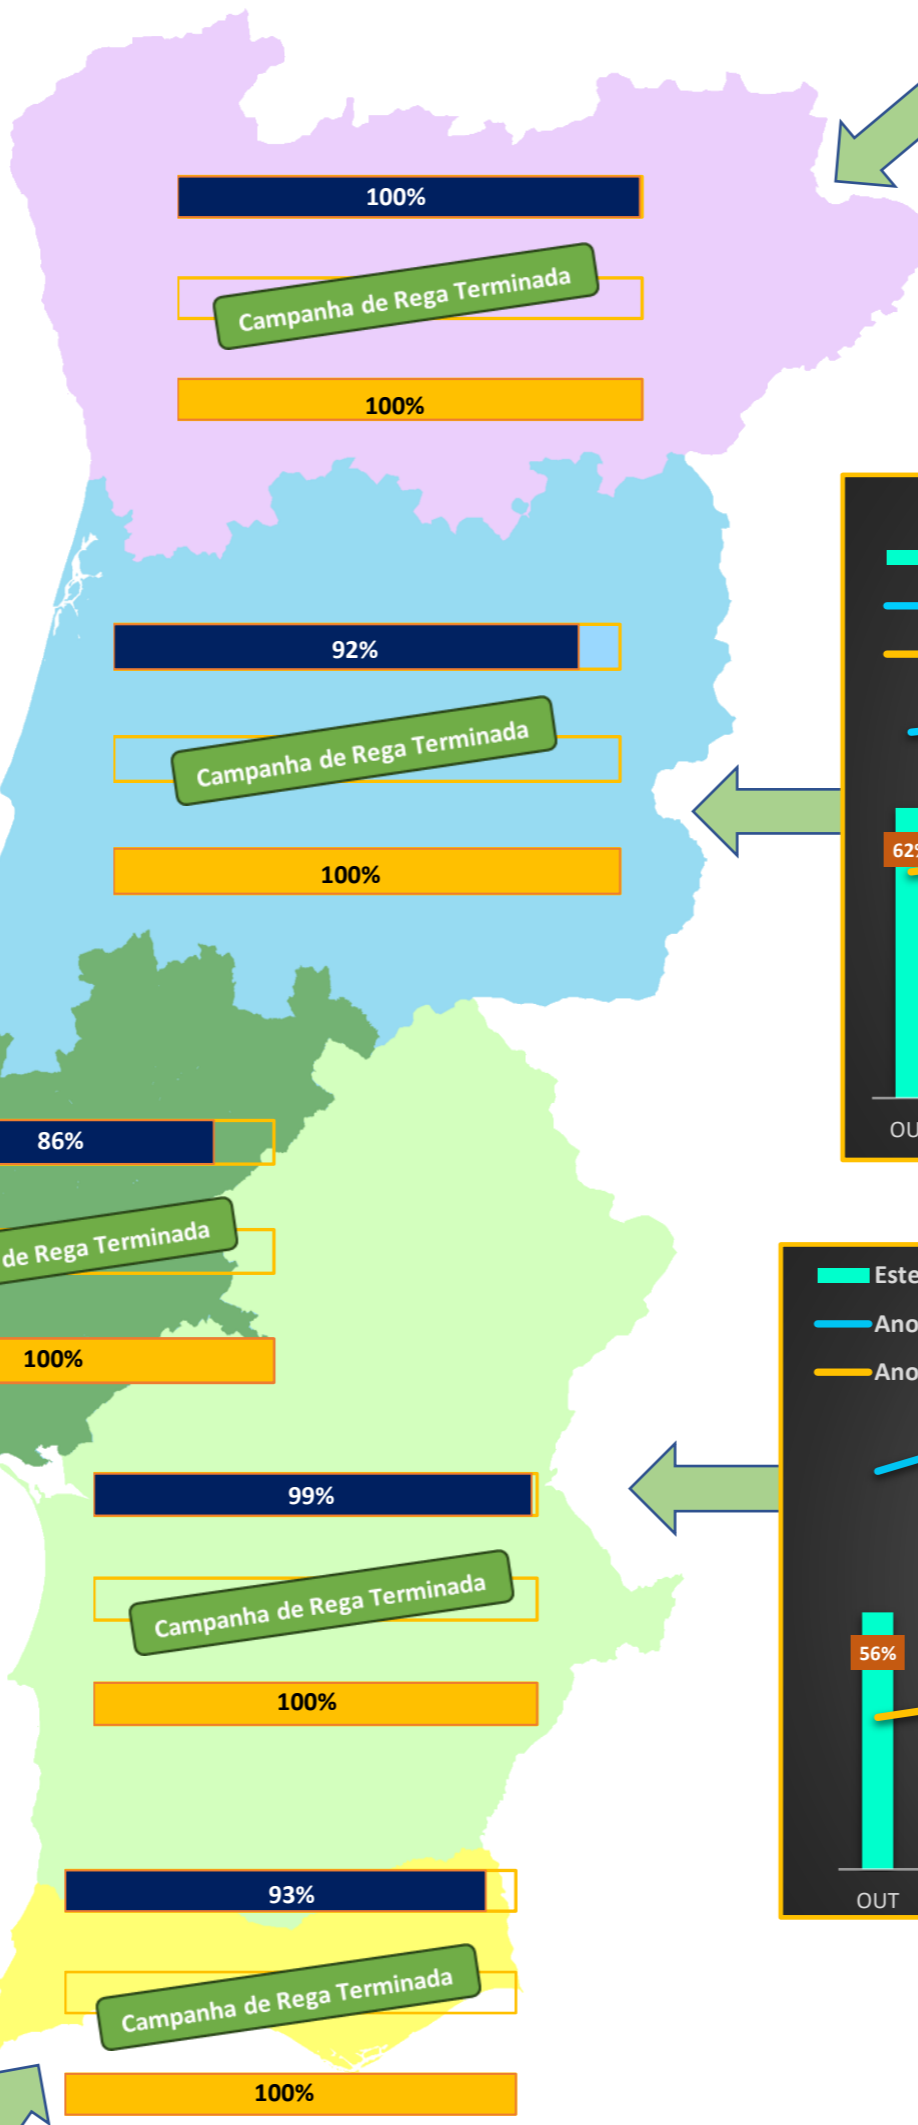 100%
Campanha de Rega Terminada
100%
92%
Campanha de Rega Terminada
100%
62%
OU
86%
de Rega Terminada
100%
Este
Ano
Ano
99%
Campanha de Rega Terminada
100%
56%
OUT
93%
Campanha de Rega Terminada
100%